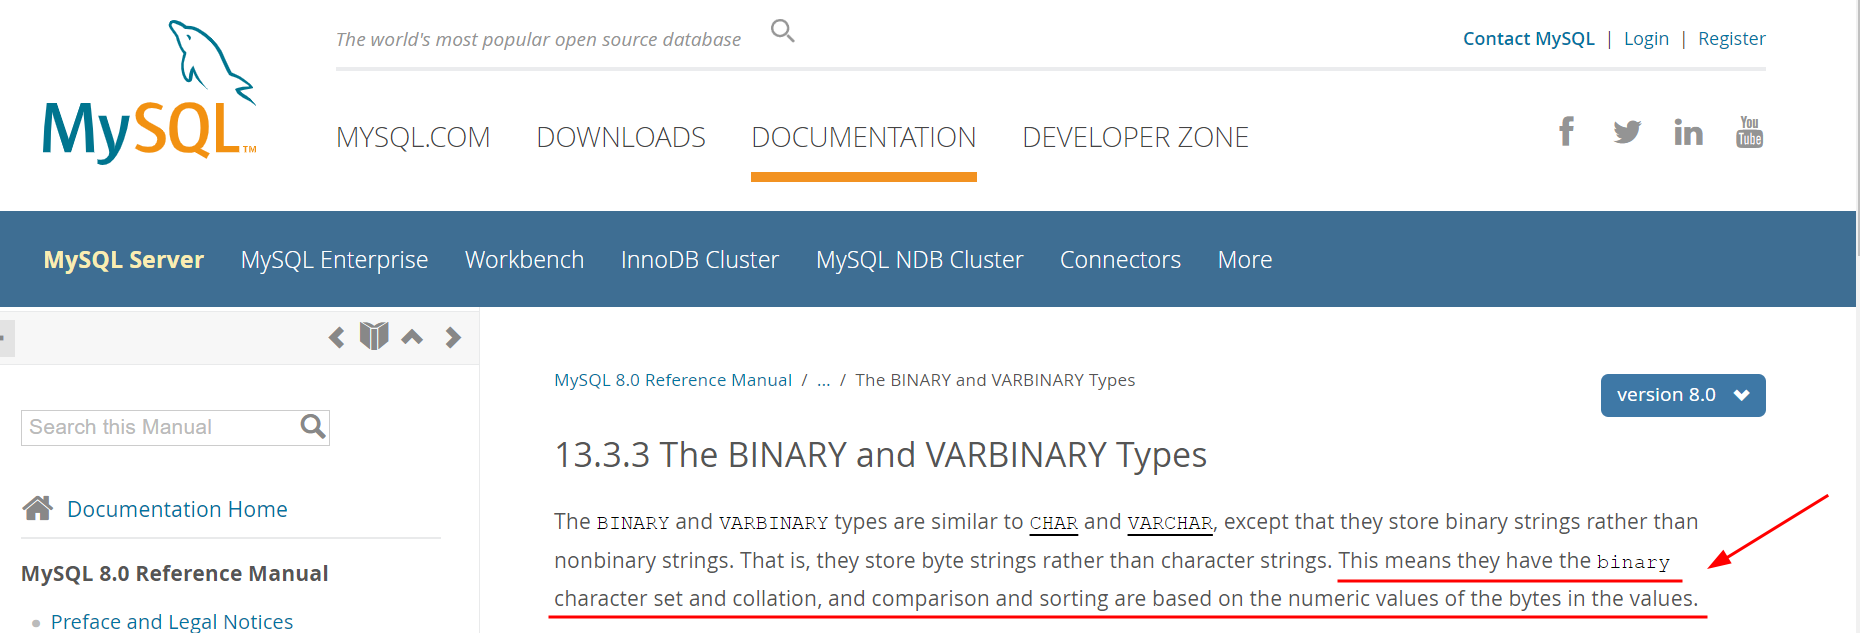 The world's most popular open source database
Contact MySQL | Login | Register
MySQL™
MYSQL.COM DOWNLOADS DOCUMENTATION DEVELOPER ZONE
You
Tube
MySQL Server MySQL Enterprise Workbench InnoDB Cluster MySQL NDB Cluster Connectors More
MySQL 8.0 Reference Manual / ... / The BINARY and VARBINARY Types
version 8.0
Search this Manual
13.3.3 The BINARY and VARBINARY Types
Documentation Home
The BINARY and VARBINARY types are similar to CHAR and VARCHAR, except that they store binary strings rather than
nonbinary strings. That is, they store byte strings rather than character strings. This means they have the binary
character set and collation, and comparison and sorting are based on the numeric values of the bytes in the values.
MySQL 8.0 Reference Manual
Preface and Legal Notices